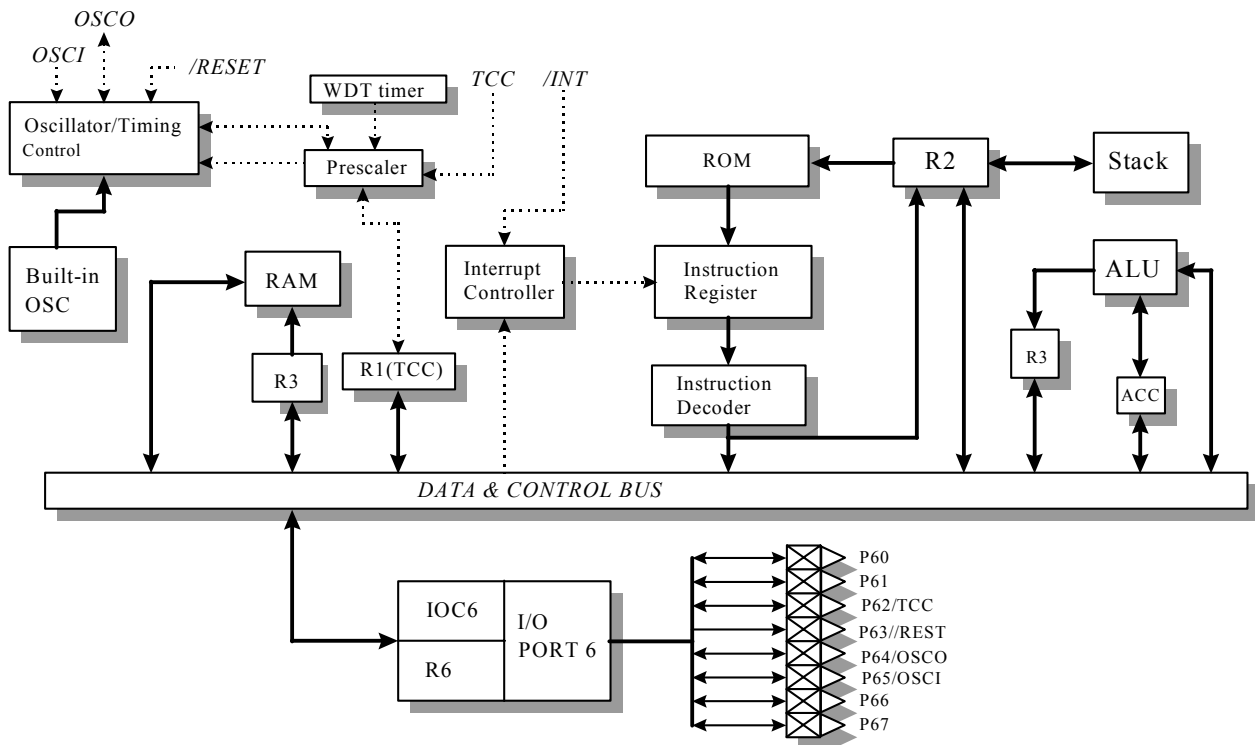 OSCO
OSCI
/RESET
WDT timer
TCC
/INT
Oscillator/Timing
Control
Prescaler
ROM
R2
Stack
Built-in
OSC
RAM
Interrupt
Controller
Instruction
Register
ALU
R3
R1(TCC)
Instruction
Decoder
R3
ACC
DATA & CONTROL BUS
IOC6
R6
I/O
PORT 6
P60
P61
P62/TCC
P63//REST
P64/OSCO
P65/OSCI
P66
P67